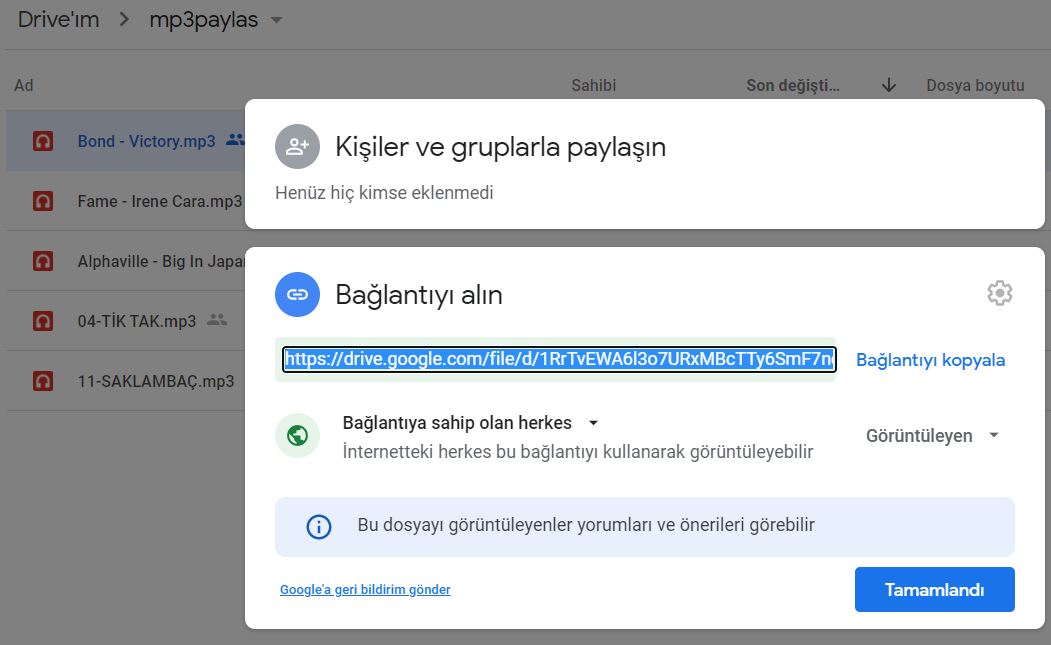 Drive'ım > mp3paylas
Ad Sahibi Son değişti... Dosya boyutu
Bond - Victory.mp3
Fame - Irene Cara.mp3
Alphaville - Big In Japa
04-TİK TAK.mp3
11-SAKLAMBAÇ.mp3
Kişiler ve gruplarla paylaşın
Henüz hiç kimse eklenmedi
Bağlantıyı alın
https://drive.google.com/file/d/1RrTvEWA6l3o7URxMBcTTy6SmF7n
Bağlantıyı kopyala
Bağlantıya sahip olan herkes
İnternetteki herkes bu bağlantıyı kullanarak görüntüleyebilir
Görüntüleyen
Bu dosyayı görüntüleyenler yorumları ve önerileri görebilir
Google'a geri bildirim gönder
Tamamlandı